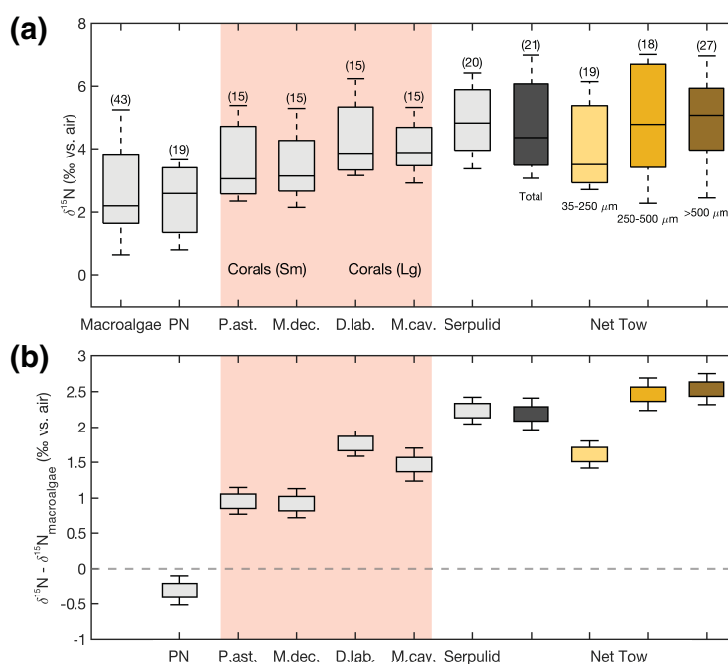 (a)
8
6
4
2
0
δ¹⁵N (‰ vs. air)
(43)
(19)
(15)
(15)
(15)
(15)
(20)
(21)
(19)
(18)
(27)
Total
35-250 μm
250-500 μm
>500 μm
Corals (Sm)
Corals (Lg)
Macroalgae
PN
P.ast.
M.dec.
D.lab.
M.cav.
Serpulid
Net Tow
(b)
3
2.5
2
1.5
1
0.5
0
-0.5
-1
δ¹⁵N - δ¹⁵Nmacroalgae (‰ vs. air)
PN
P.ast.
M.dec.
D.lab.
M.cav.
Serpulid
Net Tow